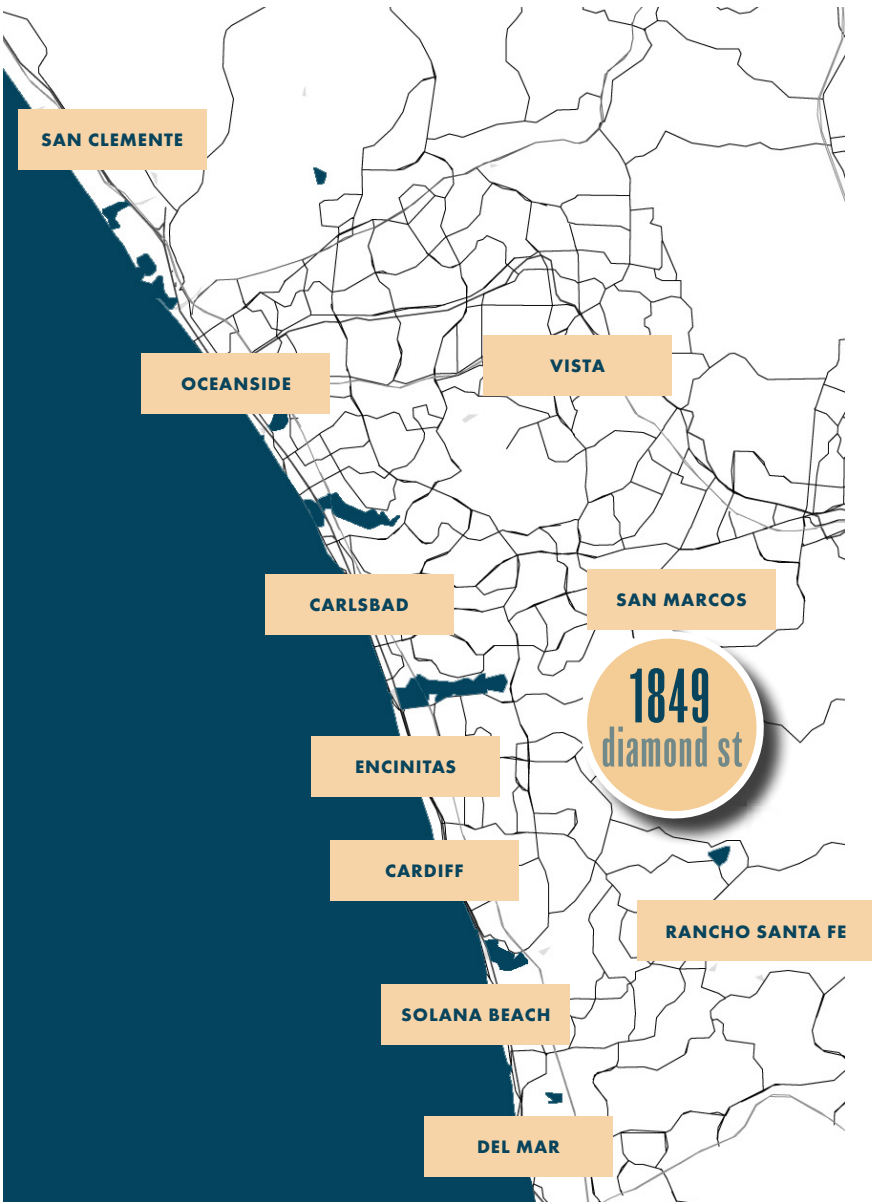 SAN CLEMENTE
VISTA
OCEANSIDE
SAN MARCOS
CARLSBAD
1849
diamond st
ENCINITAS
CARDIFF
RANCHO SANTA FE
SOLANA BEACH
DEL MAR